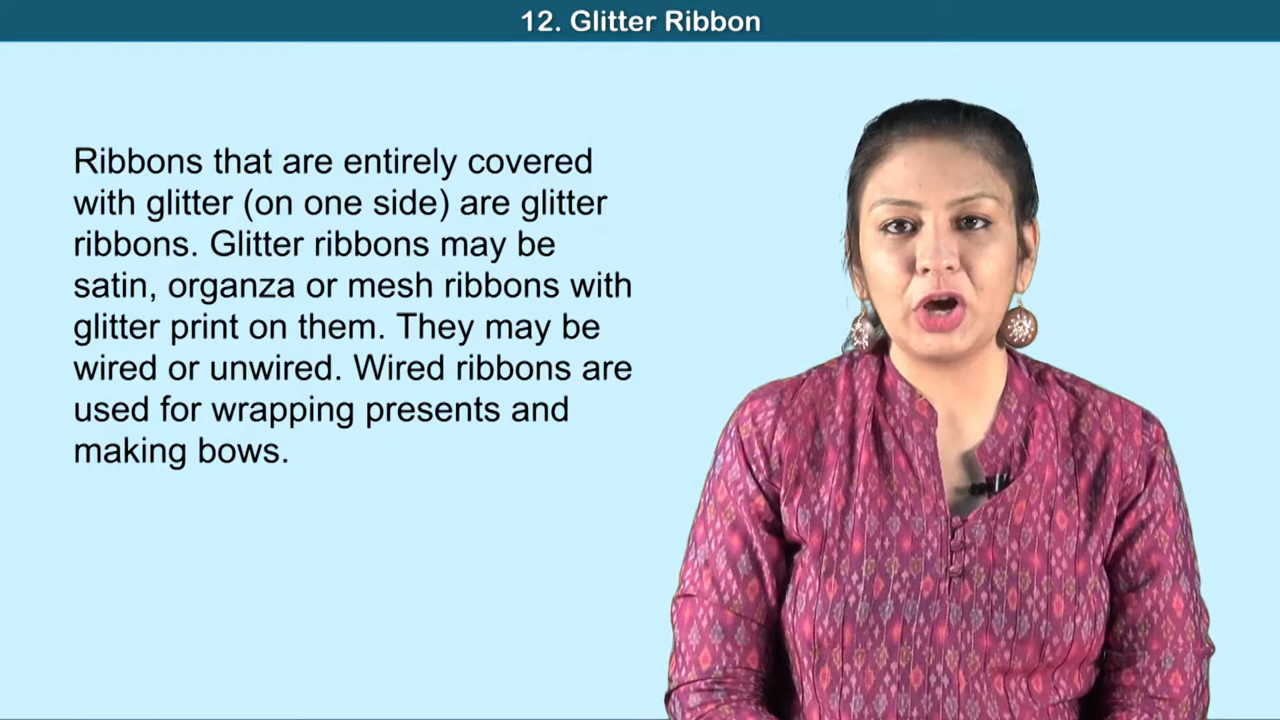 12. Glitter Ribbon
Ribbons that are entirely covered
with glitter (on one side) are glitter
ribbons. Glitter ribbons may be
satin, organza or mesh ribbons with
glitter print on them. They may be
wired or unwired. Wired ribbons are
used for wrapping presents and
making bows.